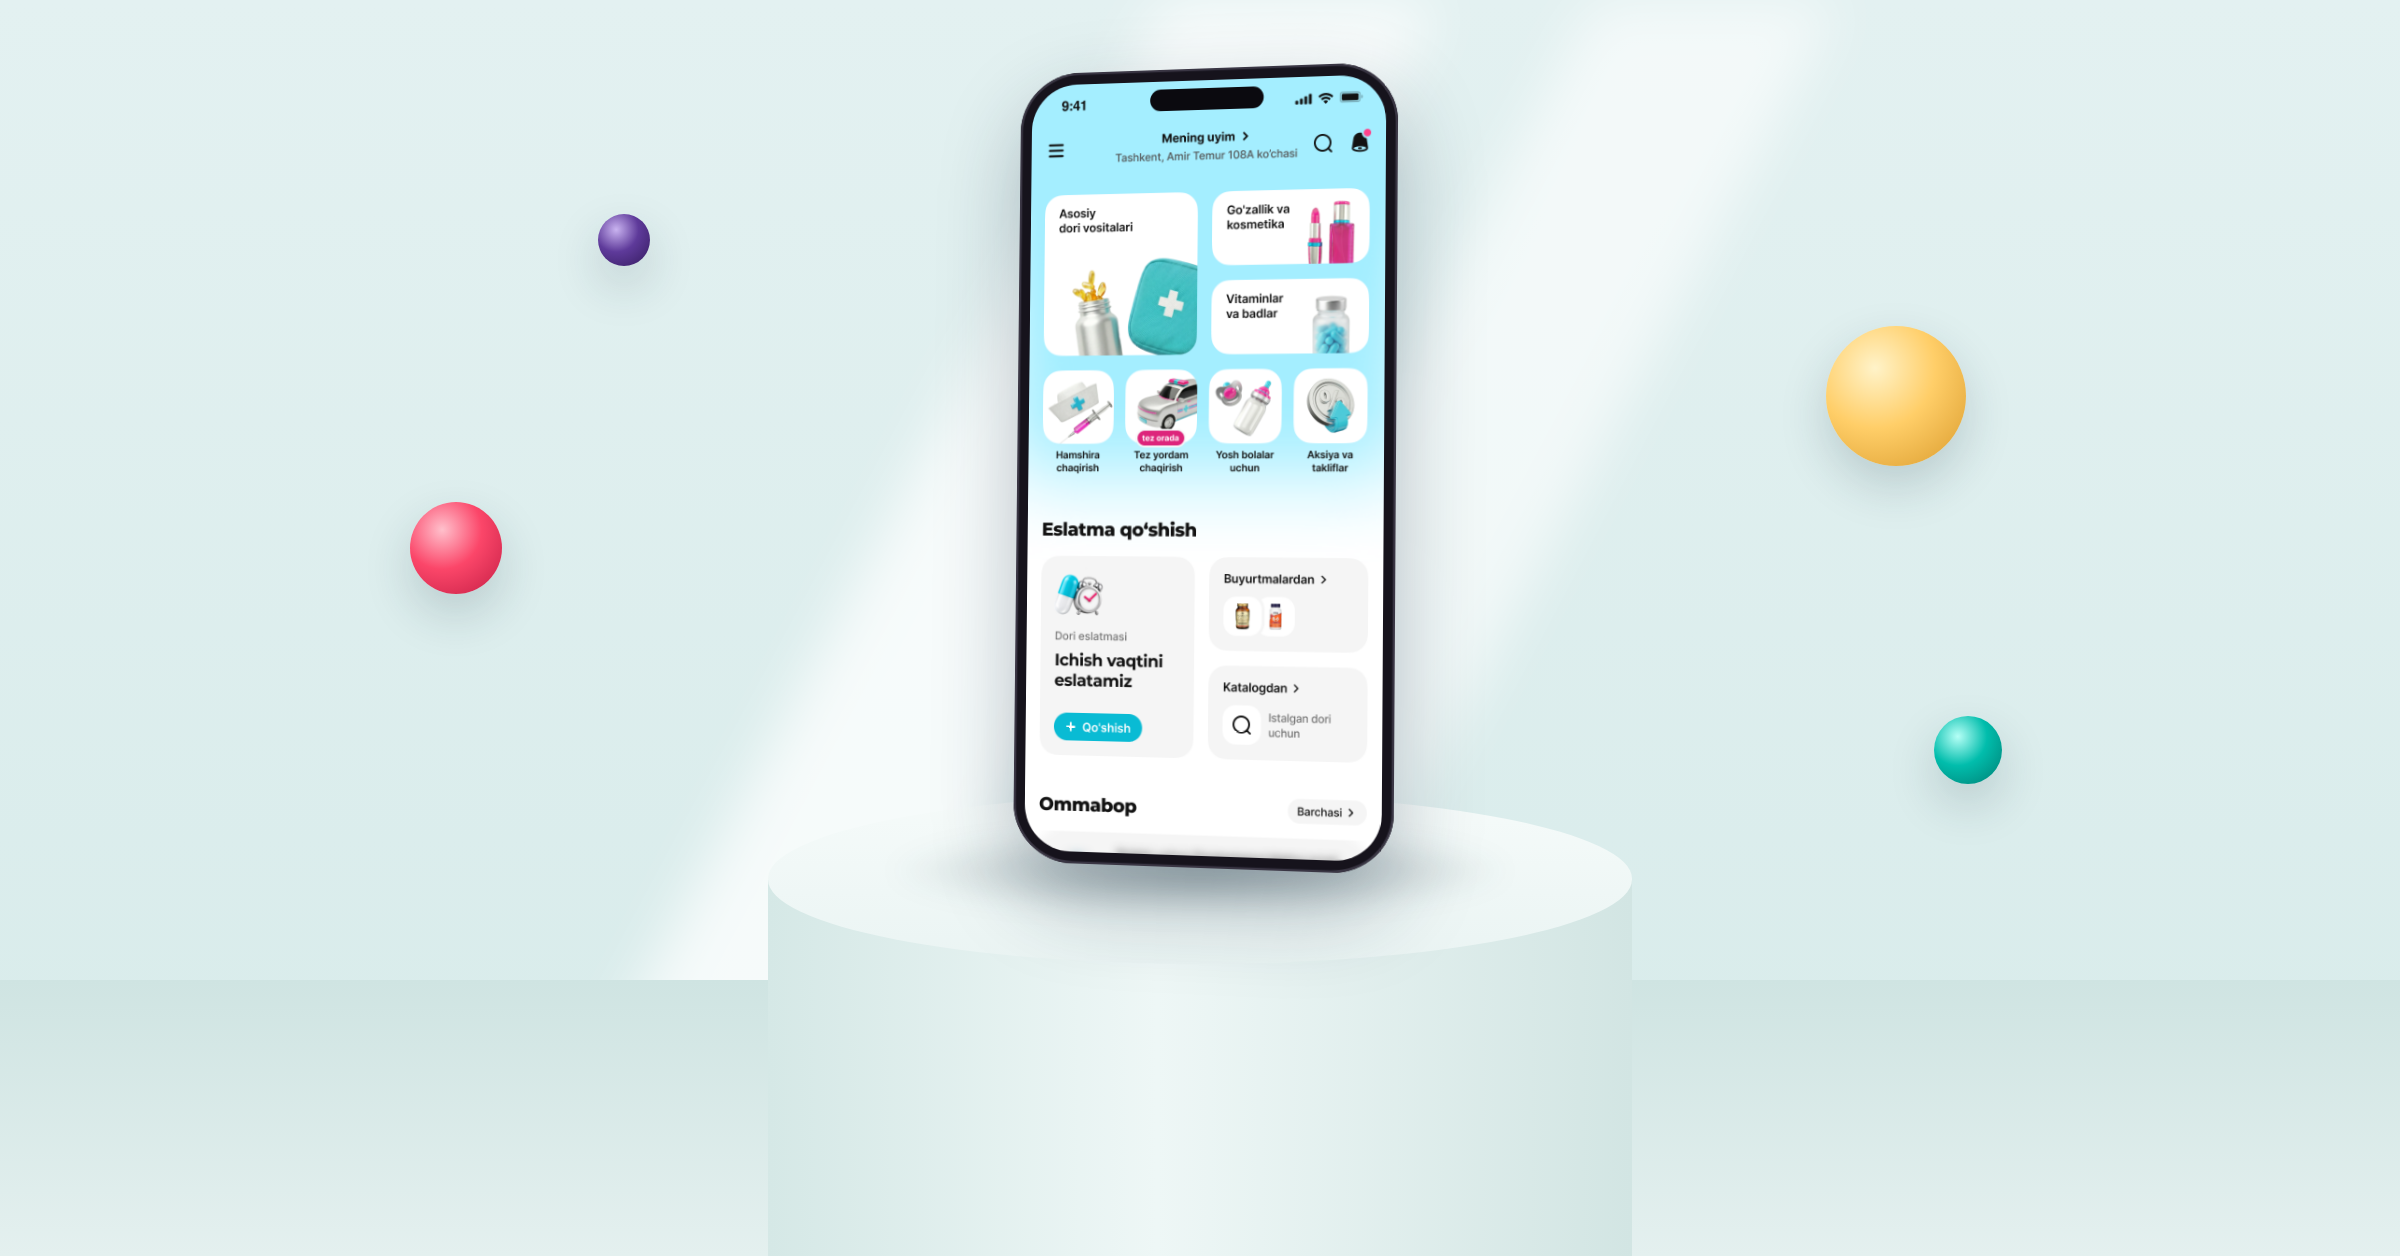 9:41
Mening uyim
Tashkent, Amir Temur 108A ko'chasi
Asosiy
dori vositalari
Go'zallik va
kosmetika
Vitaminlar
va badlar
tez orada
Hamshira
chaqirish
Tez yordam
chaqirish
Yosh bolalar
uchun
Aksiya va
takliflar
Eslatma qo‘shish
Dori eslatmasi
Ichish vaqtini
eslatamiz
+ Qo'shish
Buyurtmalardan
Katalogdan
Istalgan dori
uchun
Ommabop
Barchasi